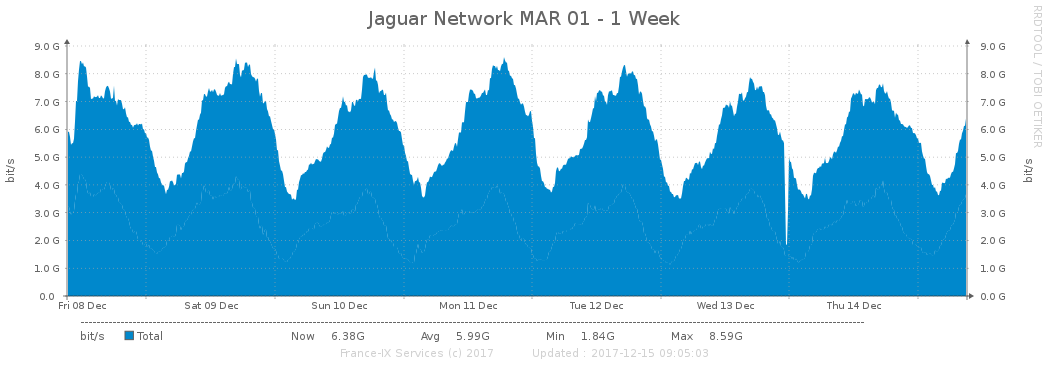 Jaguar Network MAR 01 - 1 Week
RRDTOOL / TOBI OETIKER
bit/s
9.0 G
8.0 G
7.0 G
6.0 G
5.0 G
4.0 G
3.0 G
2.0 G
1.0 G
0.0
9.0 G
8.0 G
7.0 G
6.0 G
5.0 G
4.0 G
3.0 G
2.0 G
1.0 G
0.0 G
bit/s
Fri 08 Dec Sat 09 Dec Sun 10 Dec Mon 11 Dec Tue 12 Dec Wed 13 Dec Thu 14 Dec
bit/s Total Now 6.38G Avg 5.99G Min 1.84G Max 8.59G
France-IX Services (c) 2017 Updated : 2017-12-15 09:05:03